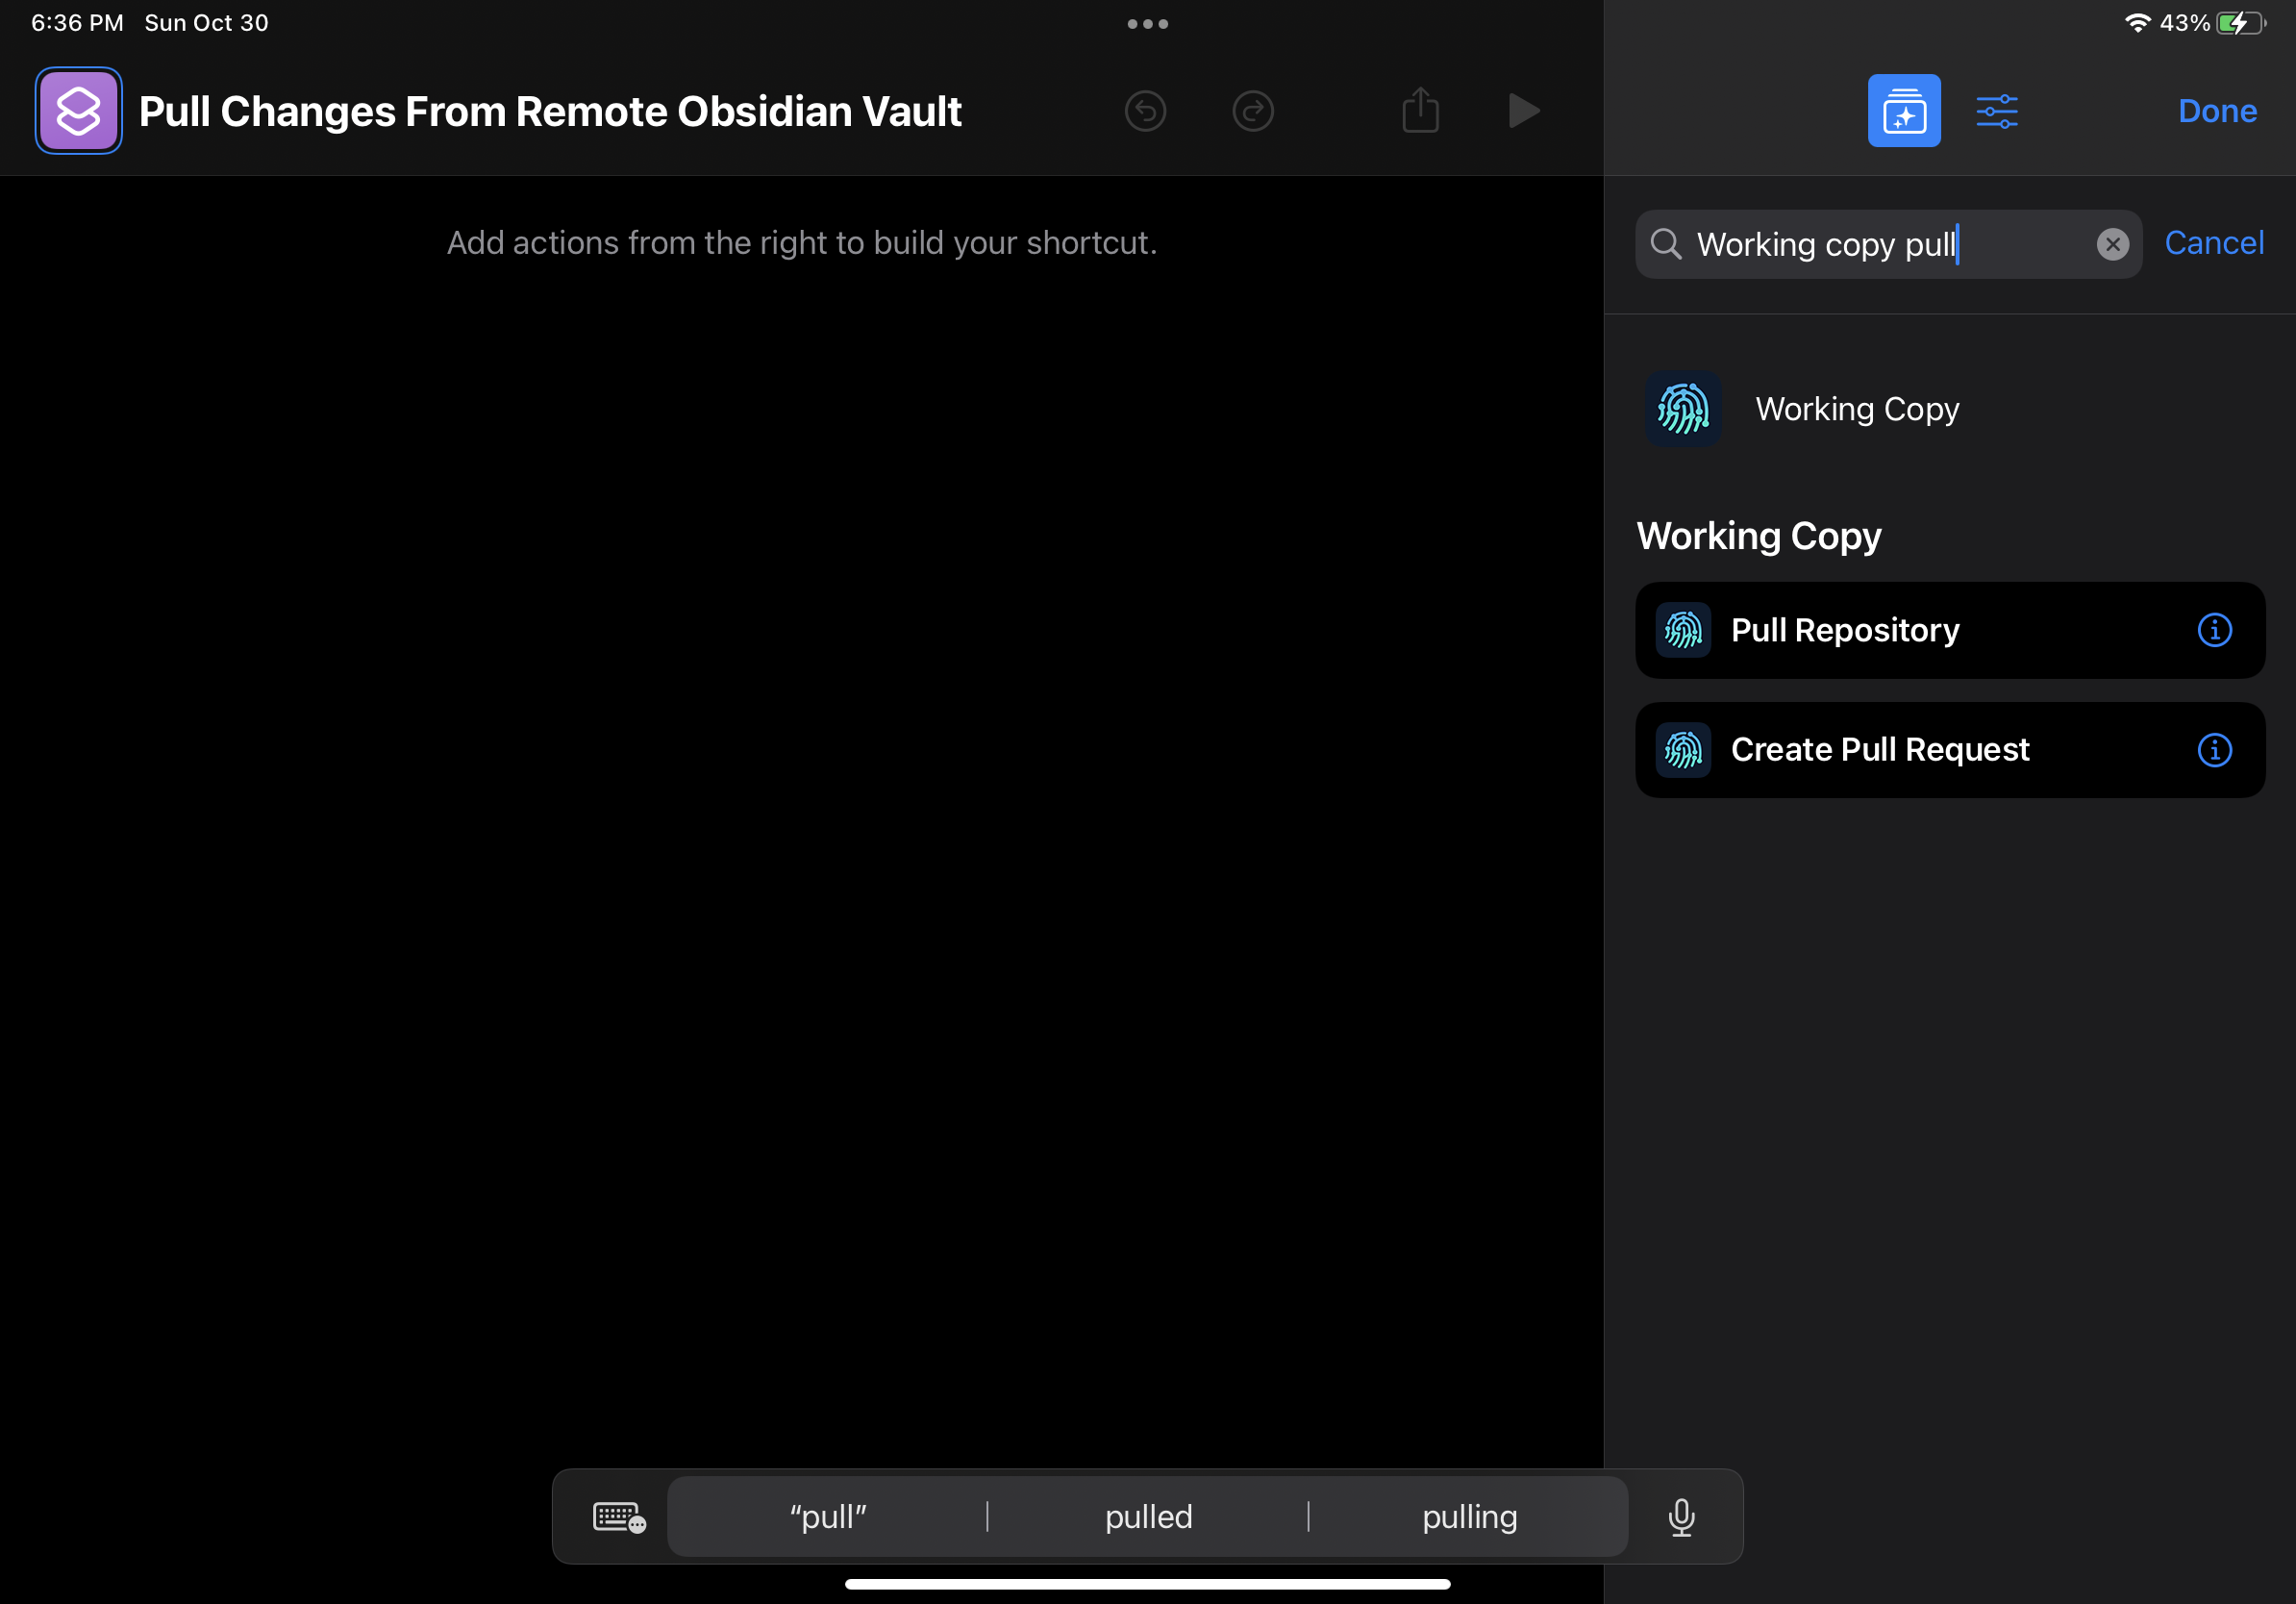 6:36 PM Sun Oct 30
43%
Pull Changes From Remote Obsidian Vault
Done
Add actions from the right to build your shortcut.
Working copy pull
Cancel
Working Copy
Working Copy
Pull Repository
Create Pull Request
“pull”
pulled
pulling